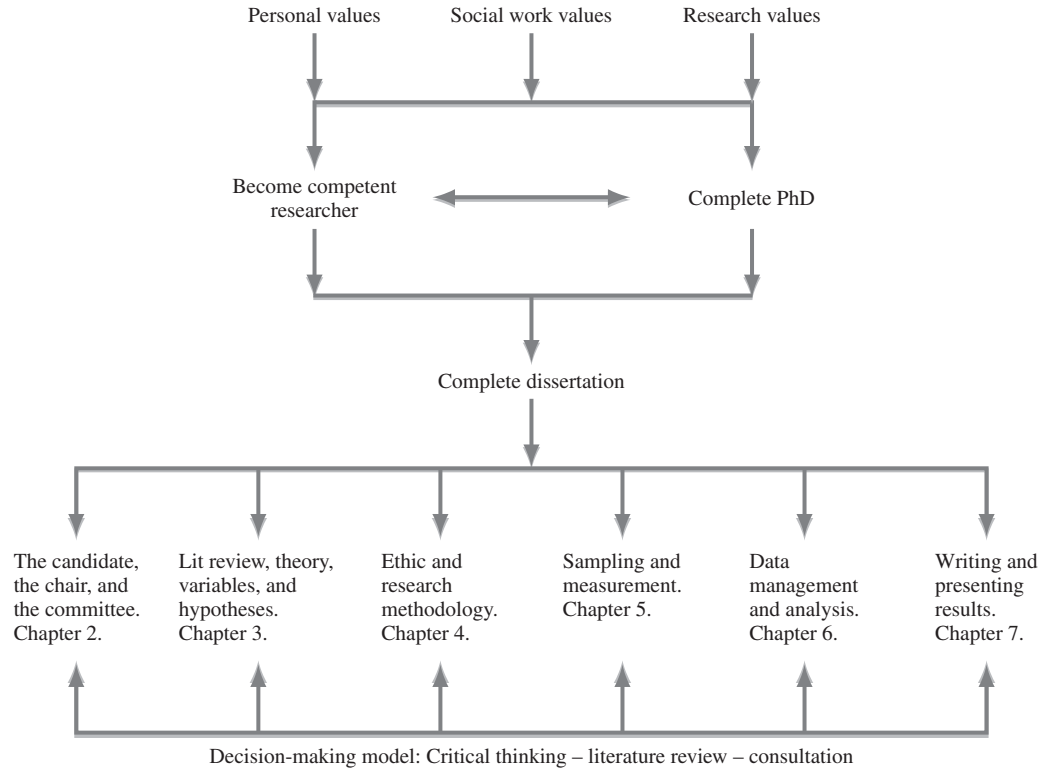 Personal values
Social work values
Research values
Become competent
researcher
Complete PhD
Complete dissertation
The candidate,
the chair, and
the committee.
Chapter 2.
Lit review, theory,
variables, and
hypotheses.
Chapter 3.
Ethic and
research
methodology.
Chapter 4.
Sampling and
measurement.
Chapter 5.
Data
management
and analysis.
Chapter 6.
Writing and
presenting
results.
Chapter 7.
Decision-making model: Critical thinking – literature review – consultation